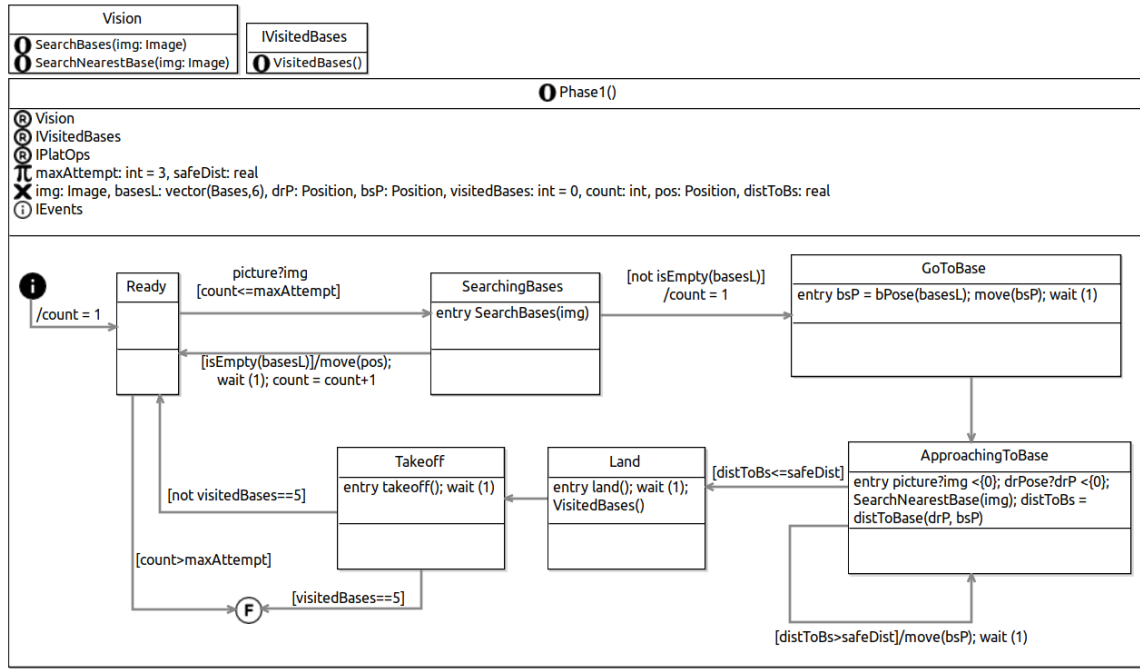 Vision
SearchBases(img: Image)
SearchNearestBase(img: Image)
IVisitedBases
VisitedBases()
Phase1()
Vision
IVisitedBases
IPlatOps
maxAttempt: int = 3, safeDist: real
img: Image, basesL: vector(Bases,6), drP: Position, bsP: Position, visitedBases: int = 0, count: int, pos: Position, distToBs: real
IEvents
i
/count = 1
Ready
picture?img
[count<=maxAttempt]
SearchingBases
entry SearchBases(img)
[not isEmpty(basesL)]
/count = 1
GoToBase
entry bsP = bPose(basesL); move(bsP); wait (1)
[isEmpty(basesL)]/move(pos);
wait (1); count = count+1
Takeoff
entry takeoff(); wait (1)
Land
entry land(); wait (1);
VisitedBases()
[distToBs<=safeDist]
ApproachingToBase
entry picture?img <{0}; drPose?drP <{0};
SearchNearestBase(img); distToBs =
distToBase(drP, bsP)
[not visitedBases==5]
[count>maxAttempt]
[visitedBases==5]
F
[distToBs>safeDist]/move(bsP); wait (1)